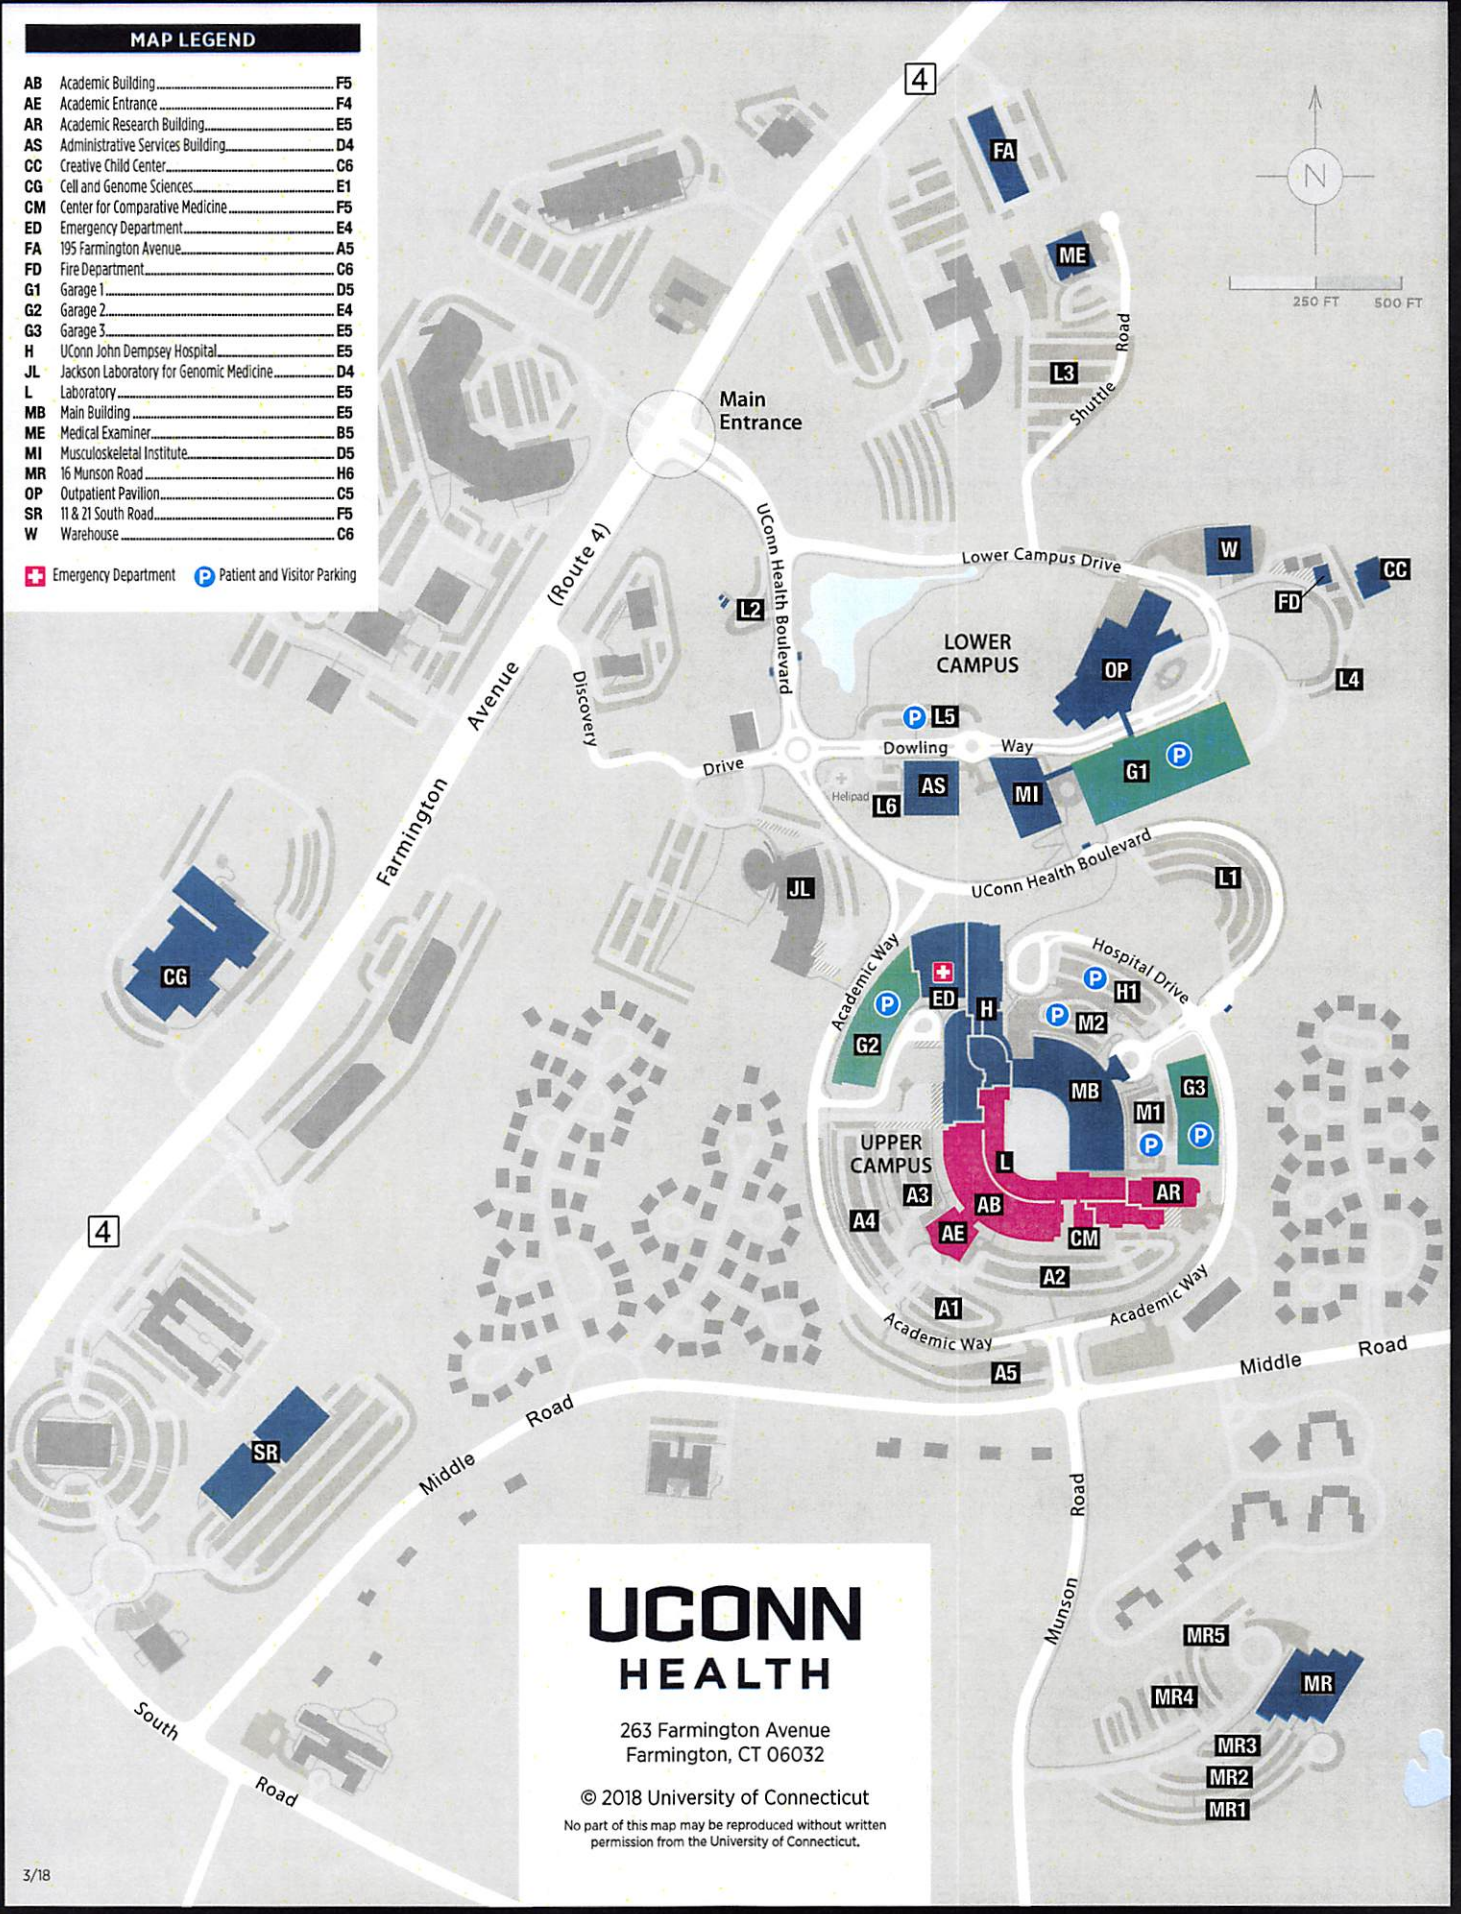 MAP LEGEND
AB Academic Building F5
AE Academic Entrance F4
AR Academic Research Building E5
AS Administrative Services Building D4
CC Creative Child Center C6
CG Cell and Genome Sciences E1
CM Center for Comparative Medicine F5
ED Emergency Department E4
FA 195 Farmington Avenue A5
FD Fire Department C6
G1 Garage 1 D5
G2 Garage 2 E4
G3 Garage 3 E5
H UConn John Dempsey Hospital E5
JL Jackson Laboratory for Genomic Medicine D4
L Laboratory E5
MB Main Building E5
ME Medical Examiner B5
MI Musculoskeletal Institute D5
MR 16 Munson Road H6
OP Outpatient Pavilion C5
SR 11 & 21 South Road F5
W Warehouse C6
Emergency Department
P Patient and Visitor Parking
4
FA
ME
N
250 FT 500 FT
Road
Shuttle
L3
Main
Entrance
UConn Health Boulevard
Lower Campus Drive
W
CC
FD
(Route 4)
L2
LOWER
CAMPUS
OP
L4
Avenue
Discovery
P L5
Dowling Way
Drive
P
G1
AS
MI
Helipad
L6
Farmington
UConn Health Boulevard
L1
JL
CG
Academic Way
Hospital Drive
ED
H
P
H1
P
M2
P
G2
MB
G3
M1
P
P
UPPER
CAMPUS
L
A3
A4
AB
AR
AE
CM
4
A2
A1
Academic Way
Academic Way
A5
Middle Road
Road
Middle
SR
Road
Munson
UCONN
HEALTH
263 Farmington Avenue
Farmington, CT 06032
© 2018 University of Connecticut
No part of this map may be reproduced without written
permission from the University of Connecticut.
MR5
MR
MR4
MR3
MR2
MR1
South
Road
3/18